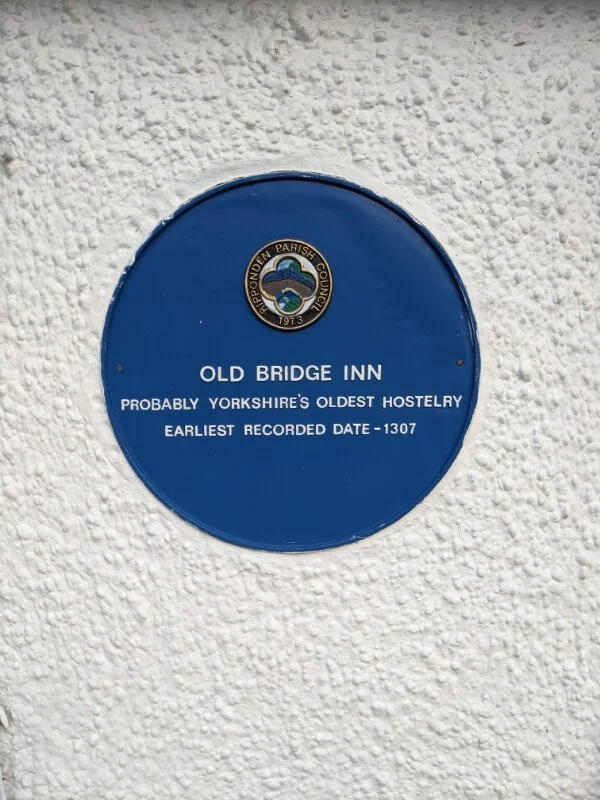 RIPPONDEN PARISH COUNCIL
1973
OLD BRIDGE INN
PROBABLY YORKSHIRE'S OLDEST HOSTELRY
EARLIEST RECORDED DATE - 1307